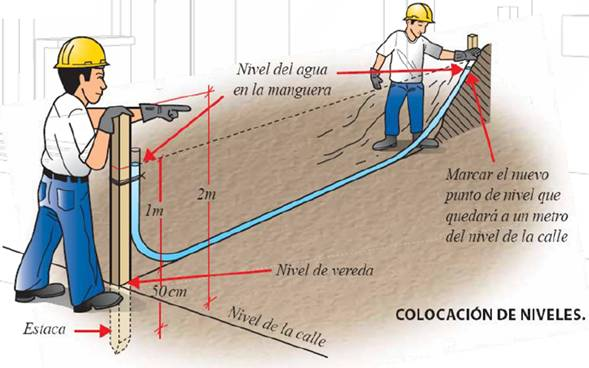 Nivel del agua
en la manguera
Marcar el nuevo
punto de nivel que
quedará a un metro
del nivel de la calle
2m
1m
Nivel de vereda
50cm
COLOCACIÓN DE NIVELES.
Estaca
Nivel de la calle